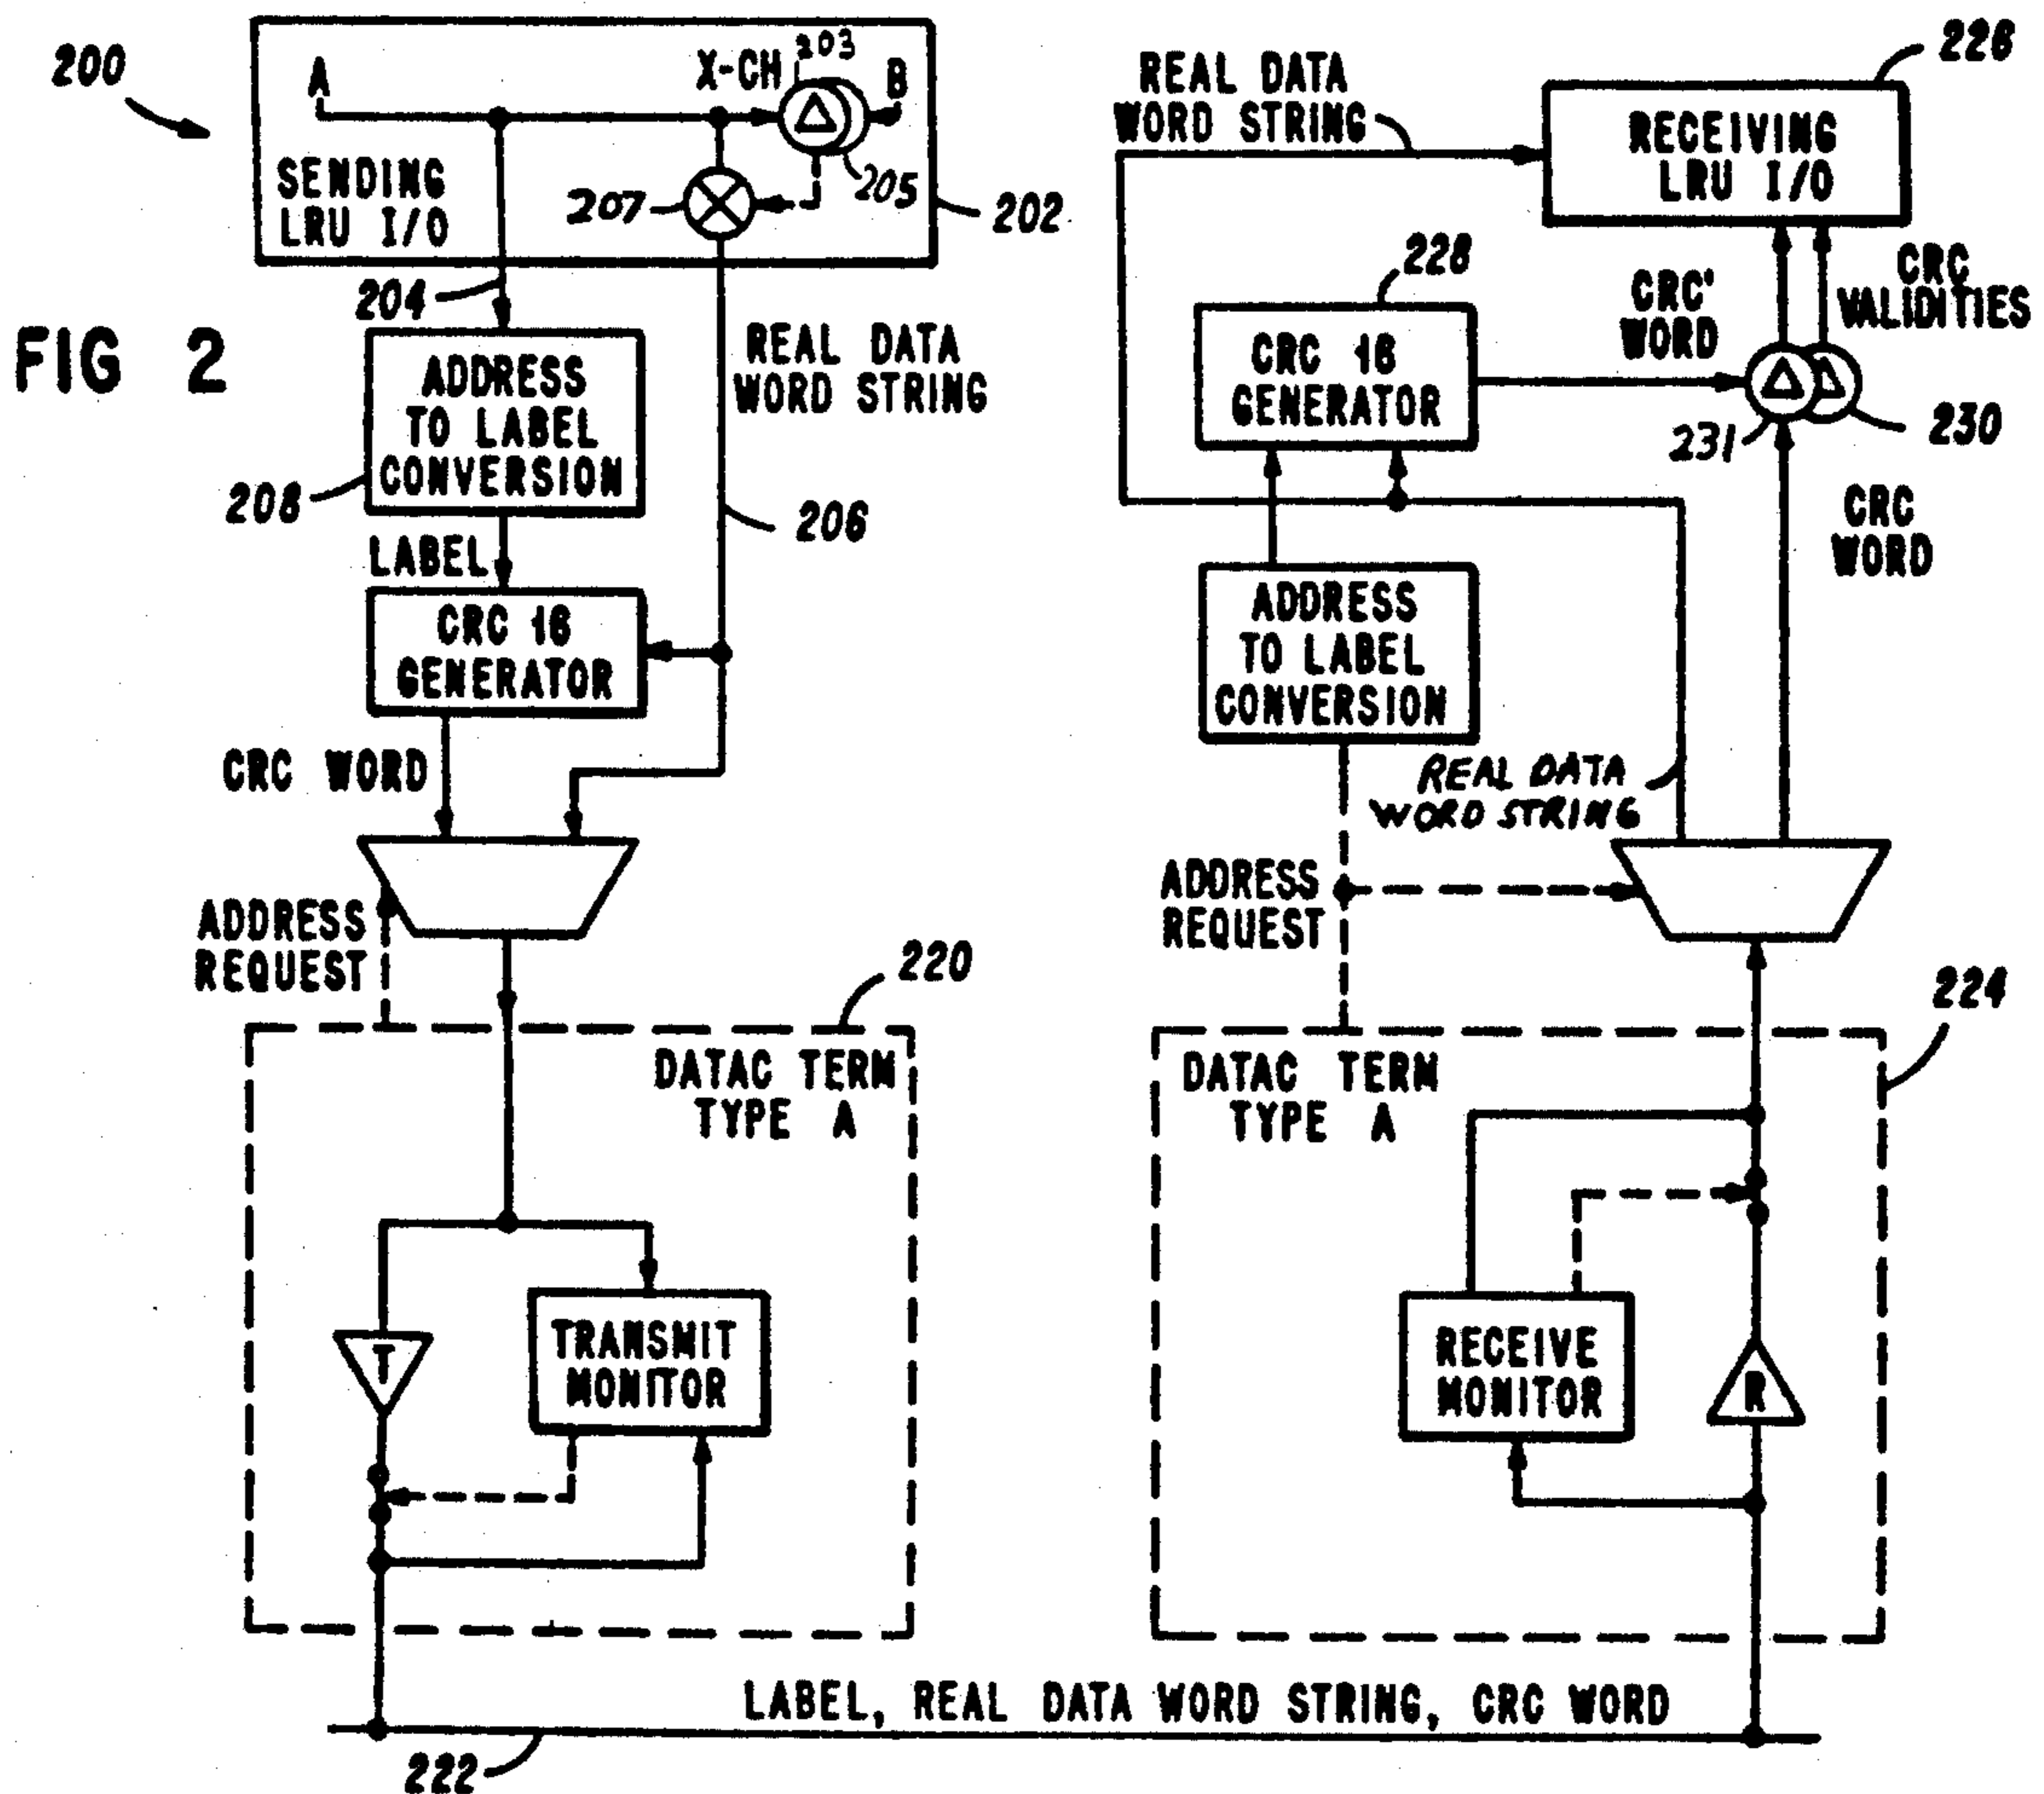 FIG 2
200
A
X-CH
203
B
SENDING
LRU I/O
207
205
202
204
REAL DATA
WORD STRING
ADDRESS
TO LABEL
CONVERSION
208
206
LABEL
CRC 16
GENERATOR
CRC WORD
ADDRESS
REQUEST
220
DATAC TERM
TYPE A
T
TRANSMIT
MONITOR
REAL DATA
WORD STRING
226
RECEIVING
LRU I/O
228
CRC 16
GENERATOR
CRC'
WORD
CRC
VALIDITIES
231
230
CRC
WORD
ADDRESS
TO LABEL
CONVERSION
REAL DATA
WORD STRING
ADDRESS
REQUEST
224
DATAC TERM
TYPE A
RECEIVE
MONITOR
R
LABEL, REAL DATA WORD STRING, CRC WORD
222